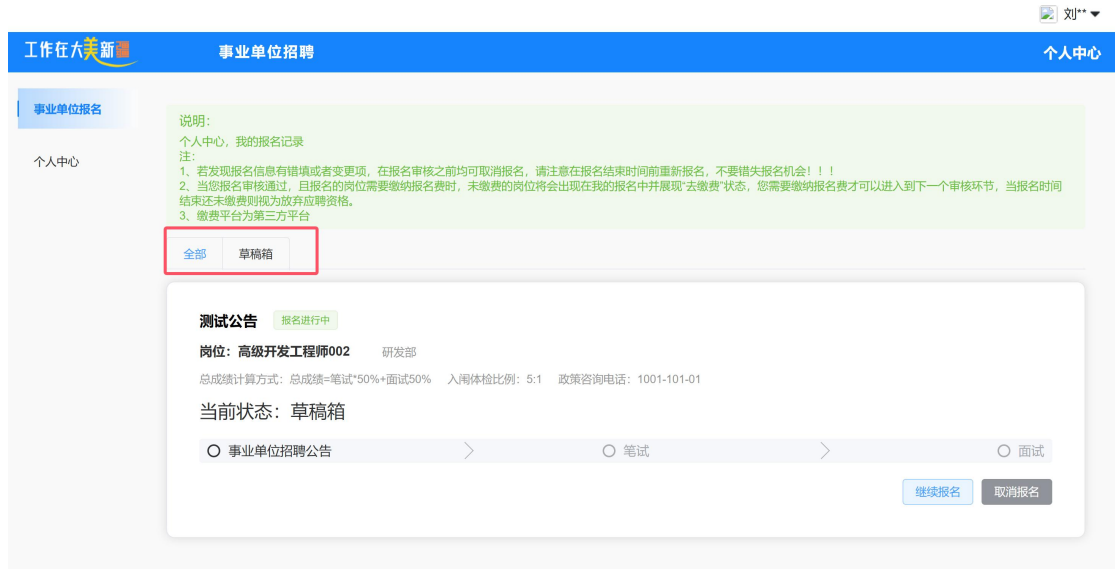 刘**
工作在大美新疆
事业单位招聘
个人中心
事业单位报名
个人中心
说明:
个人中心，我的报名记录
注:
1、若发现报名信息有错填或者变更项，在报名审核之前均可取消报名，请注意在报名结束时间前重新报名，不要错失报名机会！！！
2、当您报名审核通过，且报名的岗位需要缴纳报名费时，未缴费的岗位将会出现在我的报名中并展现“去缴费”状态，您需要缴纳报名费才可以进入到下一个审核环节，当报名时间
结束还未缴费则视为放弃应聘资格。
3、缴费平台为第三方平台
全部
草稿箱
测试公告 报名进行中
岗位：高级开发工程师002 研发部
总成绩计算方式：总成绩=笔试*50%+面试50% 入闱体检比例：5:1 政策咨询电话：1001-101-01
当前状态：草稿箱
事业单位招聘公告 笔试 面试
继续报名 取消报名